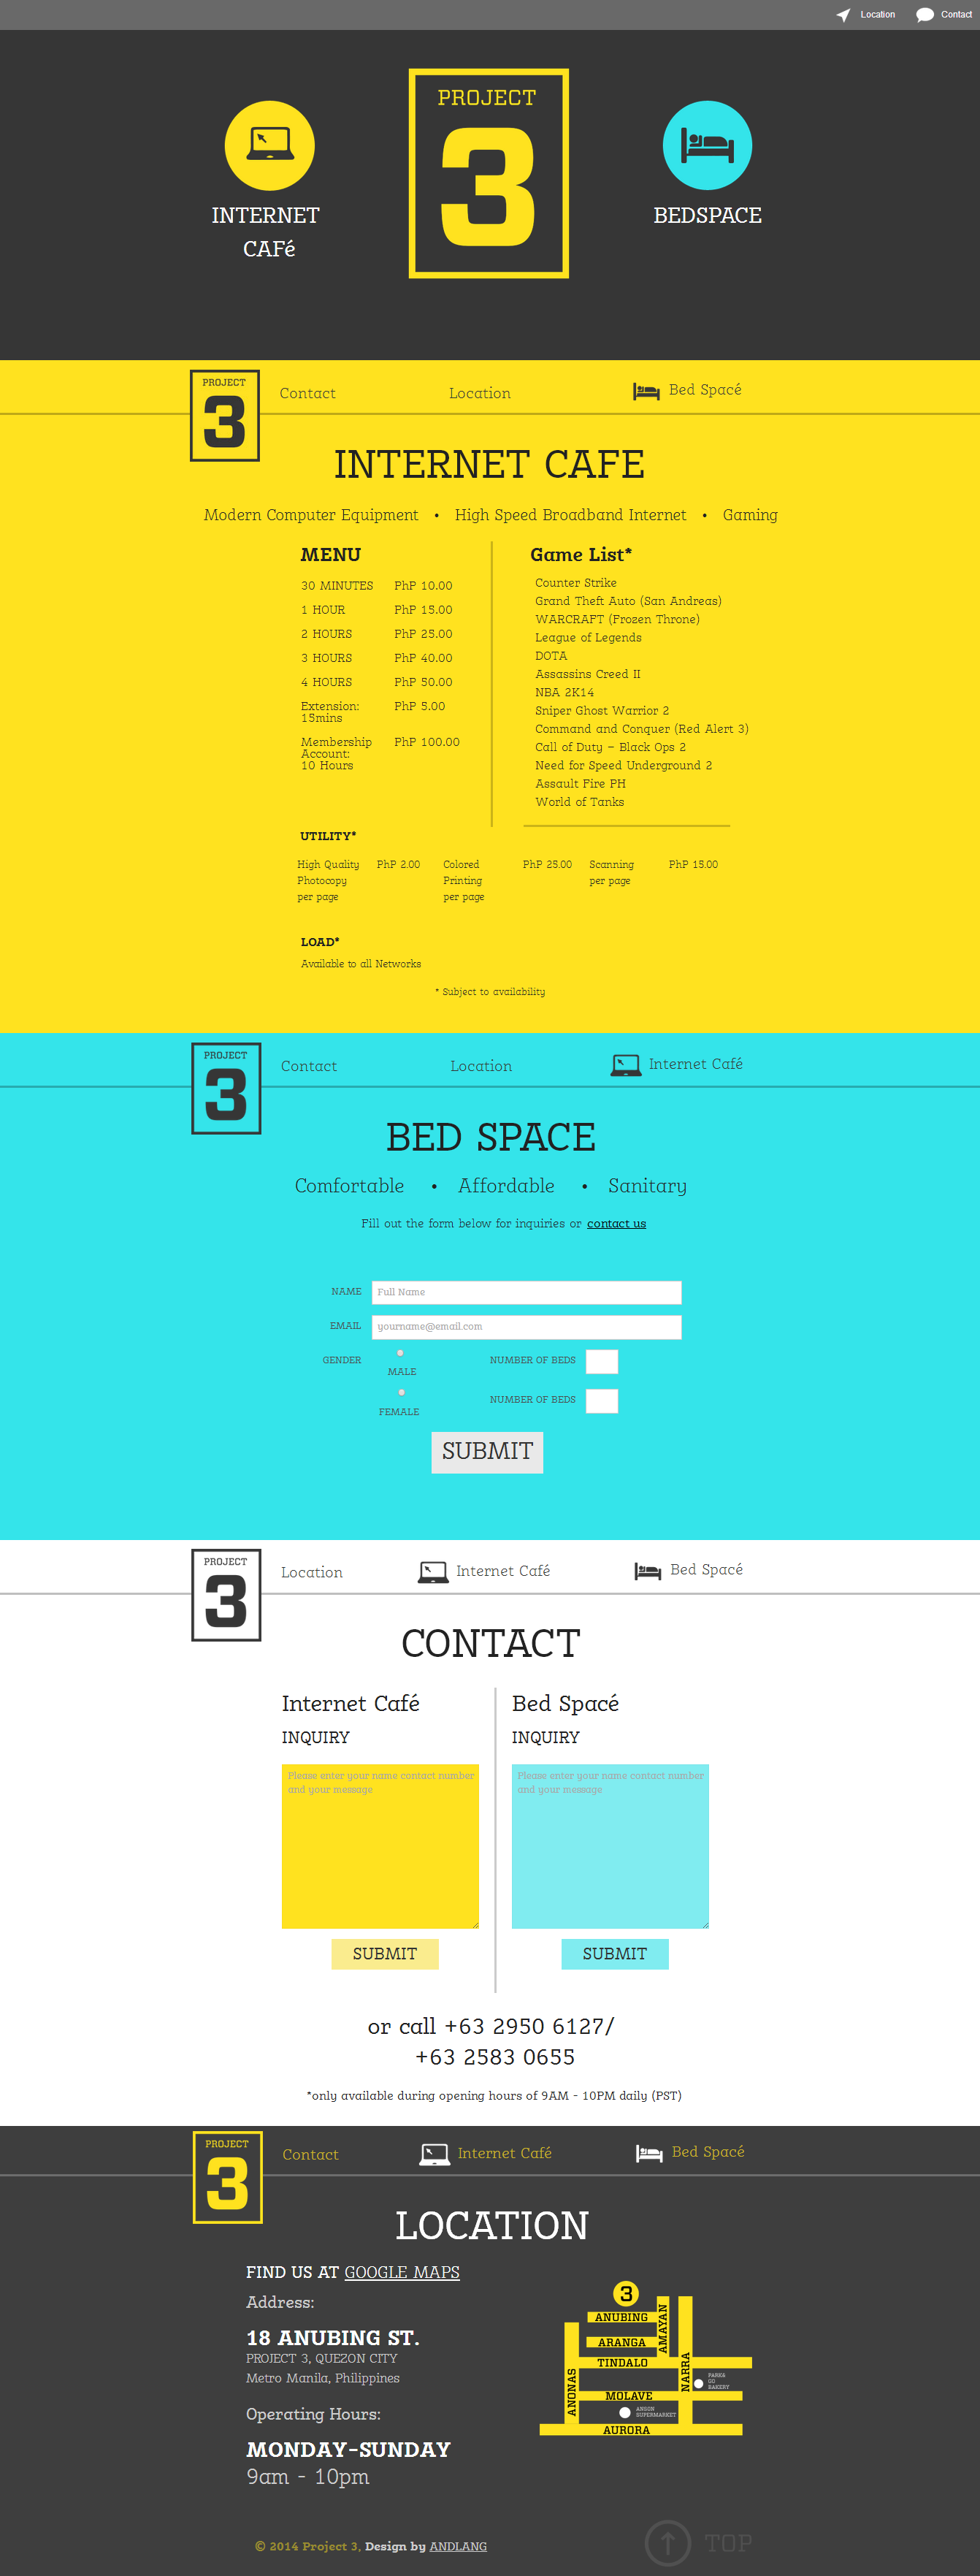 Location Contact
PROJECT
3
INTERNET
CAFé
BEDSPACE
PROJECT
3
Contact Location Bed Spacé
INTERNET CAFE
Modern Computer Equipment • High Speed Broadband Internet • Gaming
MENU
30 MINUTES PhP 10.00
1 HOUR PhP 15.00
2 HOURS PhP 25.00
3 HOURS PhP 40.00
4 HOURS PhP 50.00
Extension: PhP 5.00
15mins
Membership PhP 100.00
Account:
10 Hours
Game List*
Counter Strike
Grand Theft Auto (San Andreas)
WARCRAFT (Frozen Throne)
League of Legends
DOTA
Assassins Creed II
NBA 2K14
Sniper Ghost Warrior 2
Command and Conquer (Red Alert 3)
Call of Duty – Black Ops 2
Need for Speed Underground 2
Assault Fire PH
World of Tanks
UTILITY*
High Quality PhP 2.00 Colored PhP 25.00 Scanning PhP 15.00
Photocopy Printing per page
per page per page
LOAD*
Available to all Networks
* Subject to availability
PROJECT
3
Contact Location Internet Café
BED SPACE
Comfortable • Affordable • Sanitary
Fill out the form below for inquiries or contact us
NAME Full Name
EMAIL yourname@email.com
GENDER MALE NUMBER OF BEDS
FEMALE NUMBER OF BEDS
SUBMIT
PROJECT
3
Location Internet Café Bed Spacé
CONTACT
Internet Café
INQUIRY
Please enter your name contact number
and your message
SUBMIT
Bed Spacé
INQUIRY
Please enter your name contact number
and your message
SUBMIT
or call +63 2950 6127/
+63 2583 0655
*only available during opening hours of 9AM - 10PM daily (PST)
PROJECT
3
Contact Internet Café Bed Spacé
LOCATION
FIND US AT GOOGLE MAPS
Address:
18 ANUBING ST.
PROJECT 3, QUEZON CITY
Metro Manila, Philippines
Operating Hours:
MONDAY-SUNDAY
9am - 10pm
3
ANUBING
AMAYAN
ARANGA
TINDALO
NARRA
ANONAS
PARK&
GO
BAKERY
MOLAVE
ANSON
SUPERMARKET
AURORA
© 2014 Project 3, Design by ANDLANG
TOP